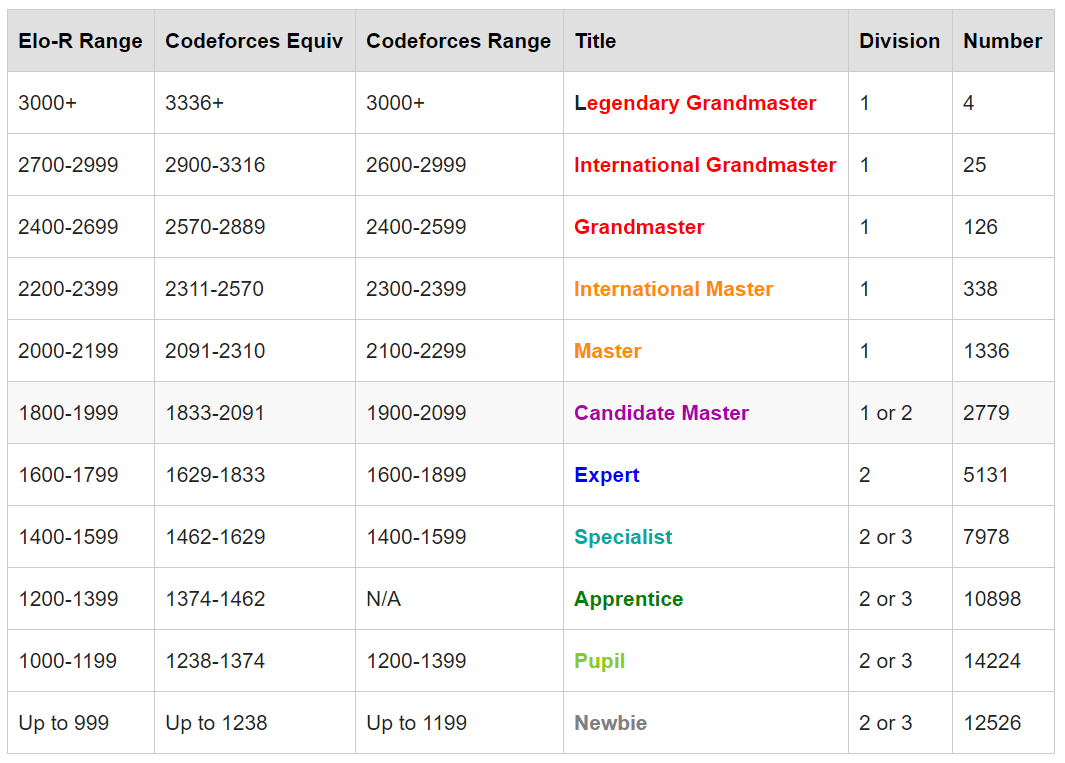 Elo-R Range Codeforces Equiv Codeforces Range Title Division Number
3000+ 3336+ 3000+ Legendary Grandmaster 1 4
2700-2999 2900-3316 2600-2999 International Grandmaster 1 25
2400-2699 2570-2889 2400-2599 Grandmaster 1 126
2200-2399 2311-2570 2300-2399 International Master 1 338
2000-2199 2091-2310 2100-2299 Master 1 1336
1800-1999 1833-2091 1900-2099 Candidate Master 1 or 2 2779
1600-1799 1629-1833 1600-1899 Expert 2 5131
1400-1599 1462-1629 1400-1599 Specialist 2 or 3 7978
1200-1399 1374-1462 N/A Apprentice 2 or 3 10898
1000-1199 1238-1374 1200-1399 Pupil 2 or 3 14224
Up to 999 Up to 1238 Up to 1199 Newbie 2 or 3 12526